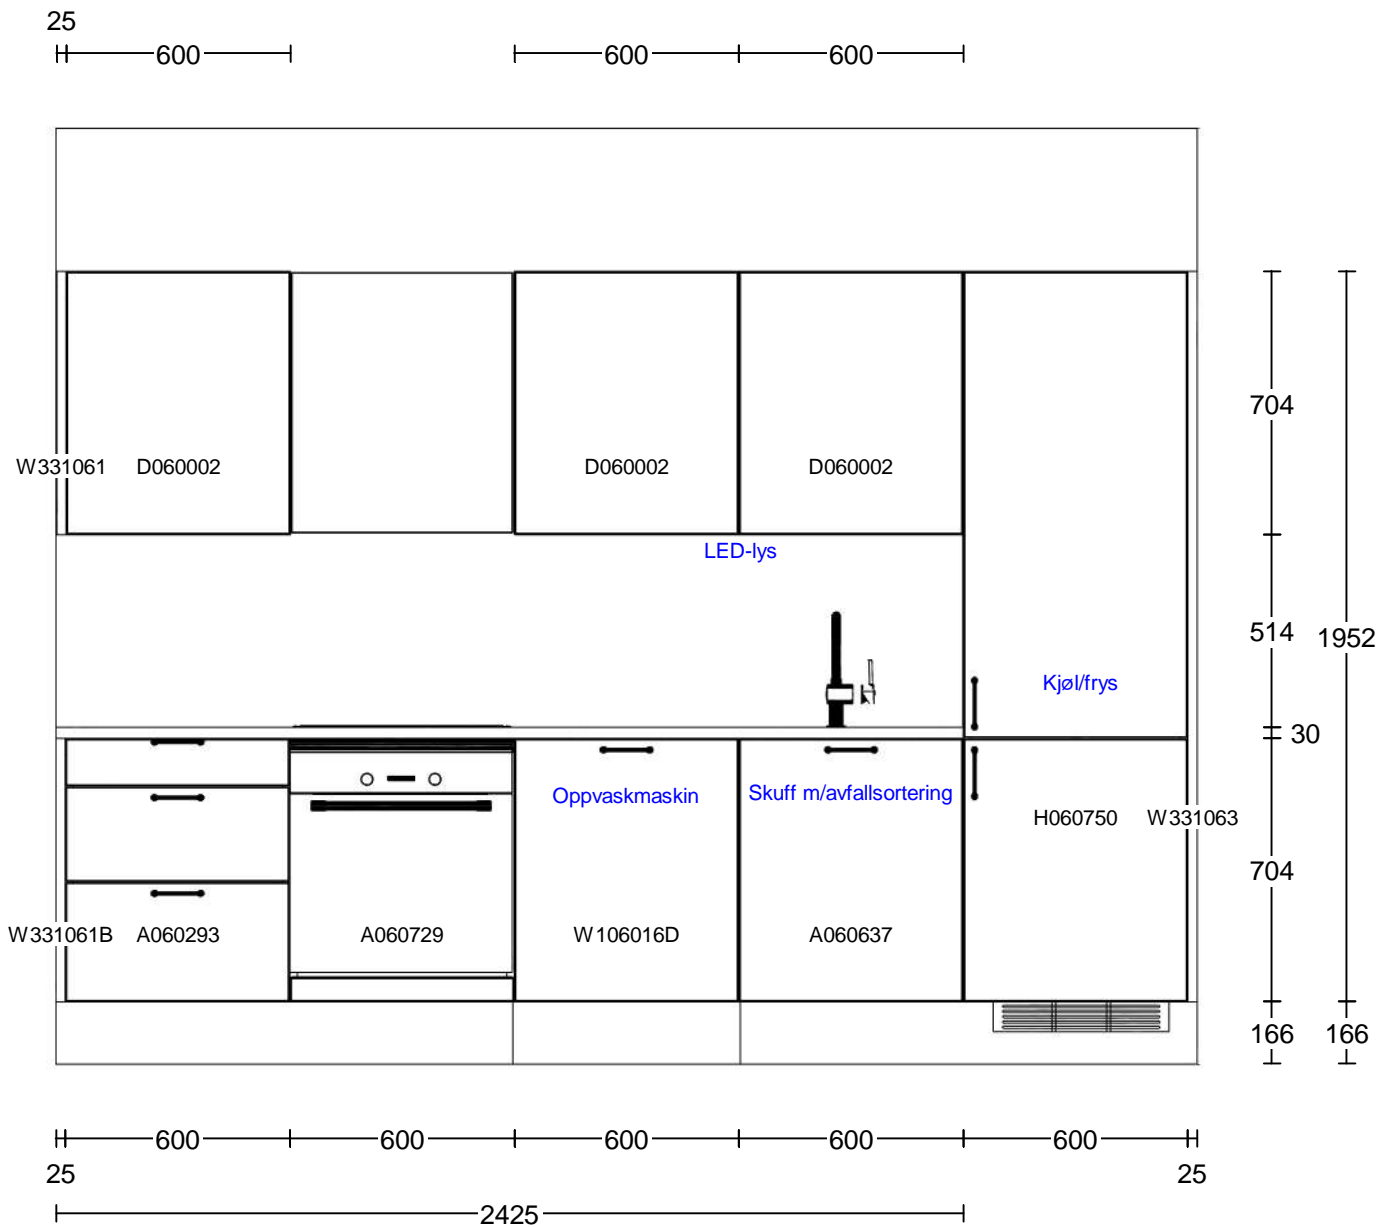 25
600 600 600
704
W331061 D060002 D060002 D060002
LED-lys
514 1952
Kjøl/frys
30
Oppvaskmaskin Skuff m/avfallsortering
H060750 W331063
704
W331061B A060293 A060729 W106016D A060637
166 166
600 600 600 600 600
25 25
2425